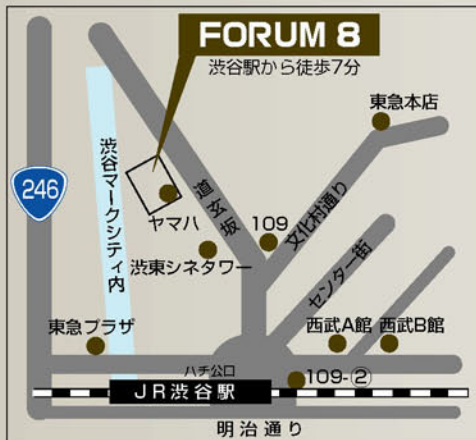 FORUM 8
渋谷駅から徒歩7分
東急本店
246
渋谷マークシティ内
道玄坂
109
文化村通り
ヤマハ
渋東シネタワー
センター街
東急プラザ
西武A館
西武B館
ハチ公口
109-②
JR渋谷駅
明治通り